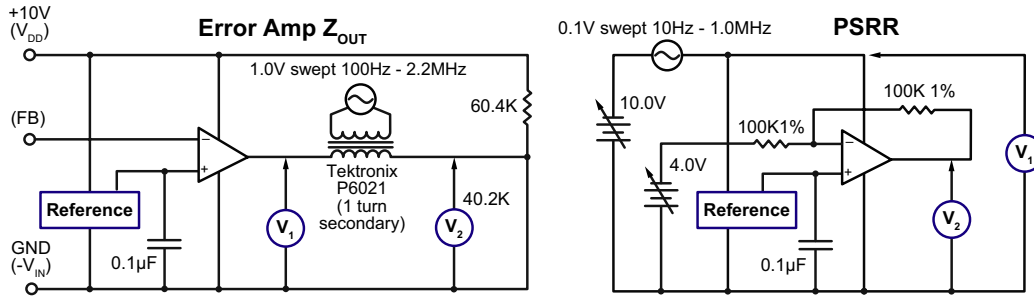 Error Amp ZOUT
+10V
(VDD)
1.0V swept 100Hz - 2.2MHz
60.4K
(FB)
−
+
Tektronix
P6021
(1 turn
secondary)
40.2K
Reference
V1
V2
GND
(-VIN)
0.1µF
PSRR
0.1V swept 10Hz - 1.0MHz
100K 1%
10.0V
100K1%
4.0V
−
+
V1
Reference
V2
0.1µF